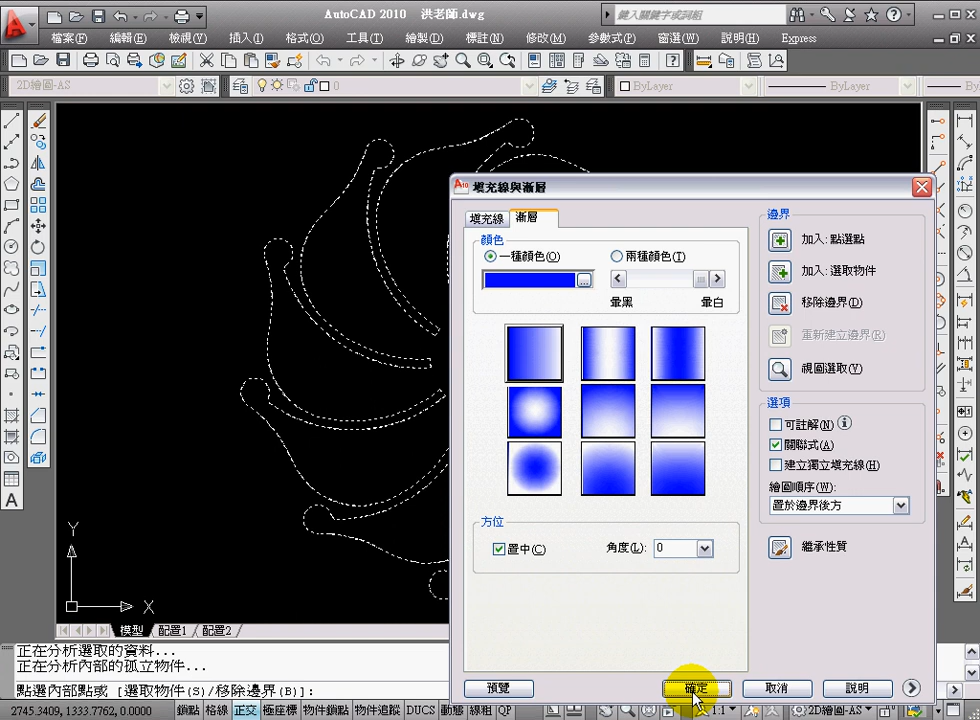 AutoCAD 2010 洪老師.dwg
鍵入關鍵字或詞組
檔案(F) 編輯(E) 檢視(V) 插入(I) 格式(O) 工具(T) 繪製(D) 標註(N) 修改(M) 參數式(P) 窗選(W) 說明(H) Express
2D繪圖-AS
0
ByLayer
ByLayer
填充線與漸層
填充線 漸層
顏色
一種顏色(O) 兩種顏色(T)
...
暈黑 暈白
方位
置中(C)
角度(L): 0
邊界
加入: 點選點
加入: 選取物件
移除邊界(D)
重新建立邊界(R)
視圖選取(V)
選項
可註解(N)
關聯式(A)
建立獨立填充線(H)
繪圖順序(W):
置於邊界後方
繼承性質
預覽 確定 取消 說明
Y
X
模型 配置1 配置2
正在分析選取的資料...
正在分析內部的孤立物件...
點選內部點或 [選取物件(S)/移除邊界(B)]:
2745.3409, 1333.7762, 0.0000 鎖點 格線 正交 極座標 物件鎖點 物件追蹤 DUCS 動態 線粗 QP 1:1 2D繪圖-AS